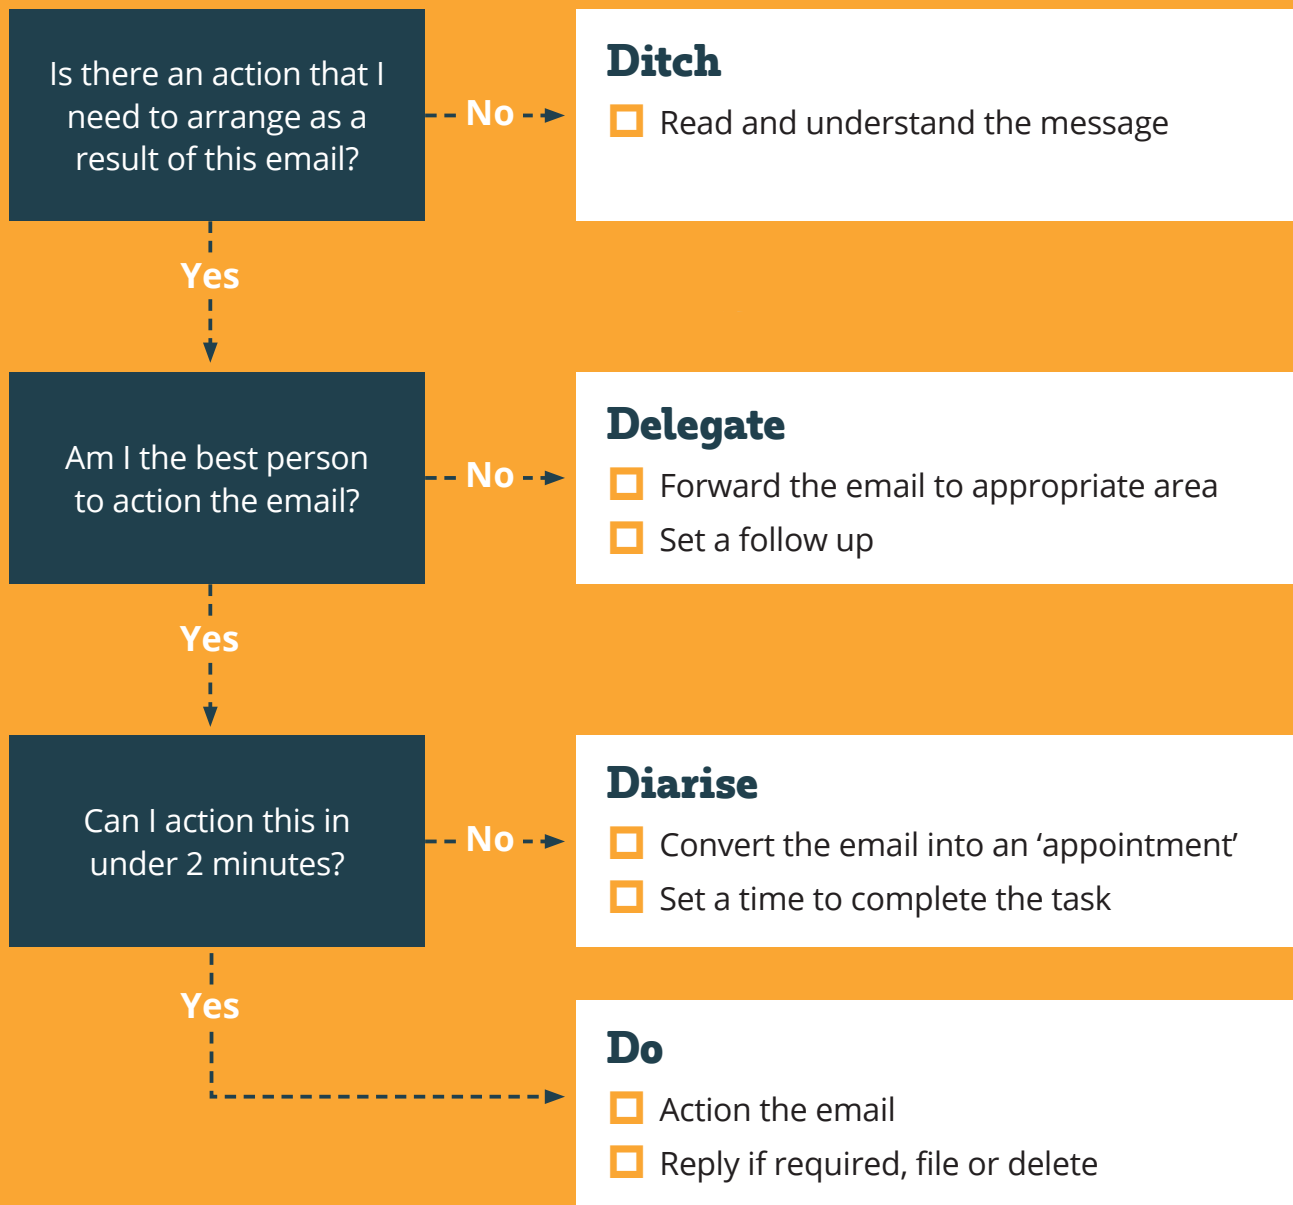 Is there an action that I
need to arrange as a
result of this email?
No
Ditch
Read and understand the message
Yes
Am I the best person
to action the email?
No
Delegate
Forward the email to appropriate area
Set a follow up
Yes
Can I action this in
under 2 minutes?
No
Diarise
Convert the email into an ‘appointment’
Set a time to complete the task
Yes
Do
Action the email
Reply if required, file or delete